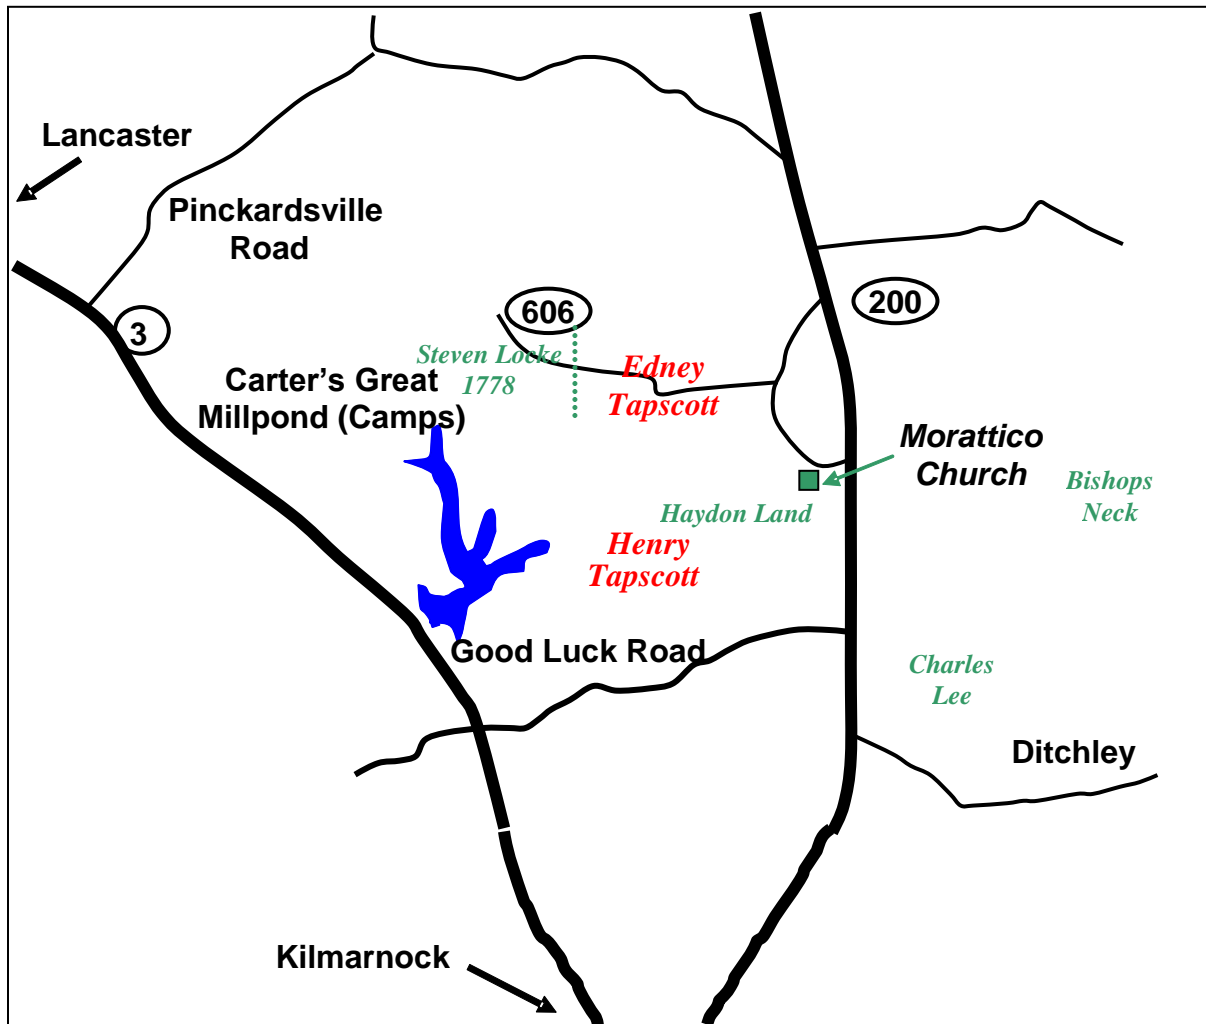 Lancaster
Pinckardsville
Road
3
606
200
Steven Locke
1778
Edney
Tapscott
Carter's Great
Millpond (Camps)
Morattico
Church
Bishops
Neck
Haydon Land
Henry
Tapscott
Good Luck Road
Charles
Lee
Ditchley
Kilmarnock